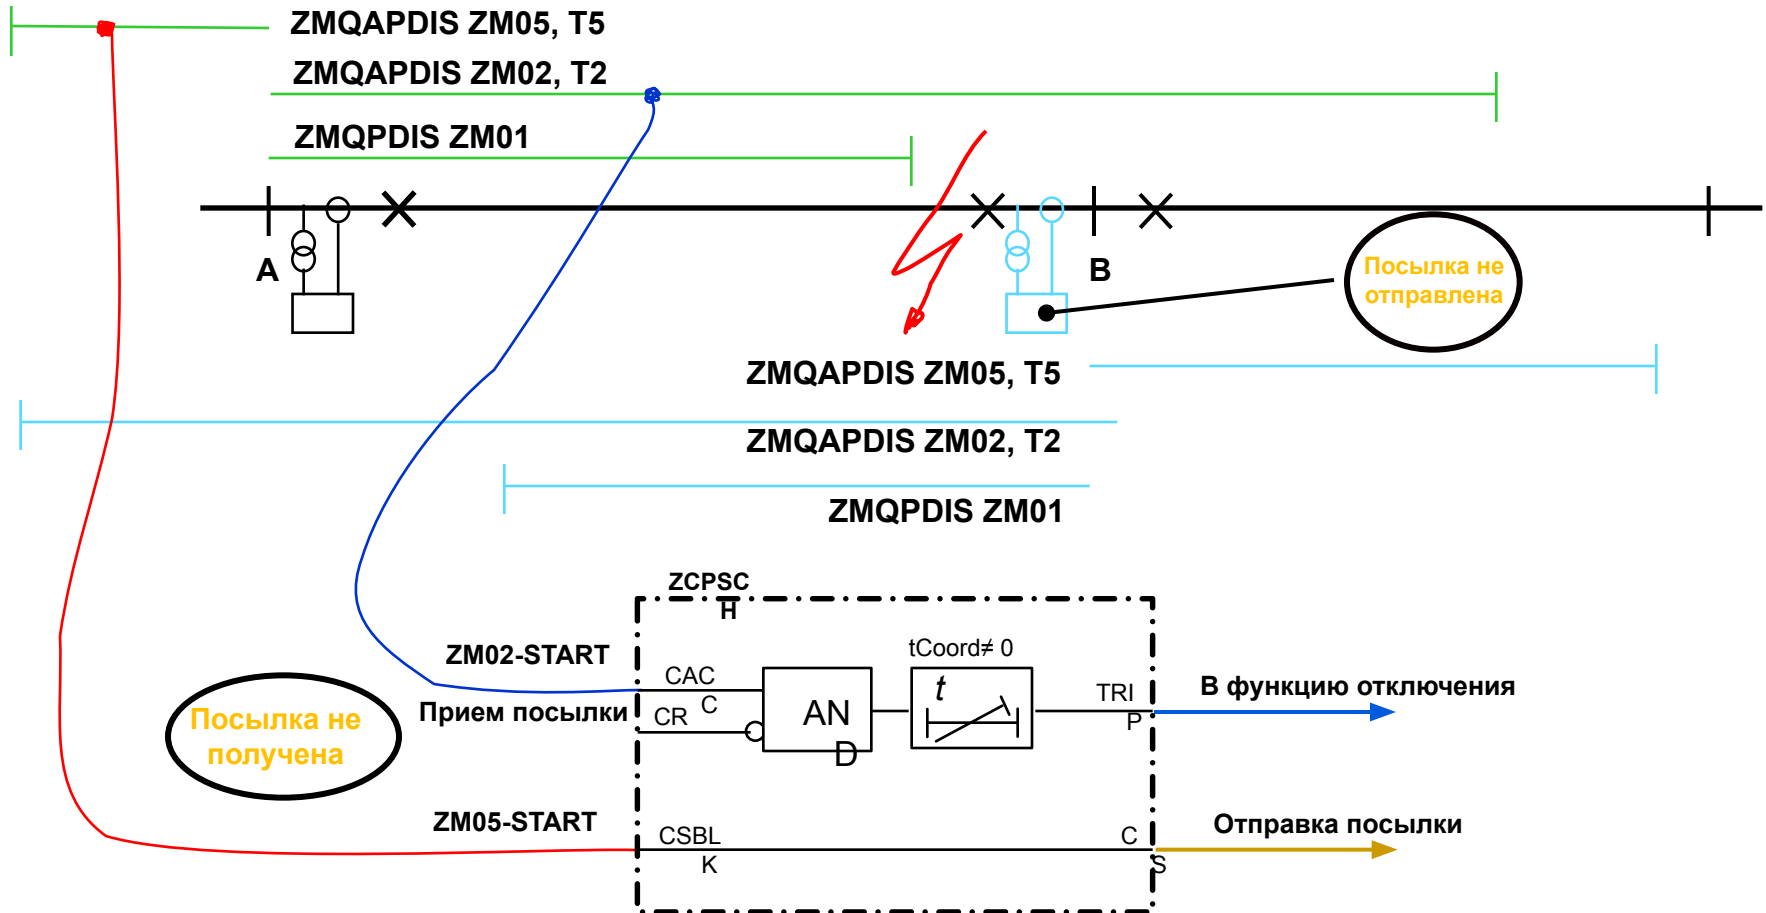 ZMQAPDIS ZM05, T5
ZMQAPDIS ZM02, T2
ZMQPDIS ZM01
A
B
Посылка не
отправлена
ZMQAPDIS ZM05, T5
ZMQAPDIS ZM02, T2
ZMQPDIS ZM01
ZCPSC
H
ZM02-START
tCoord≠ 0
CAC
C
Прием посылки
CR
AN
D
t
TRI
P
В функцию отключения
Посылка не
получена
ZM05-START
CSBL
K
C
S
Отправка посылки